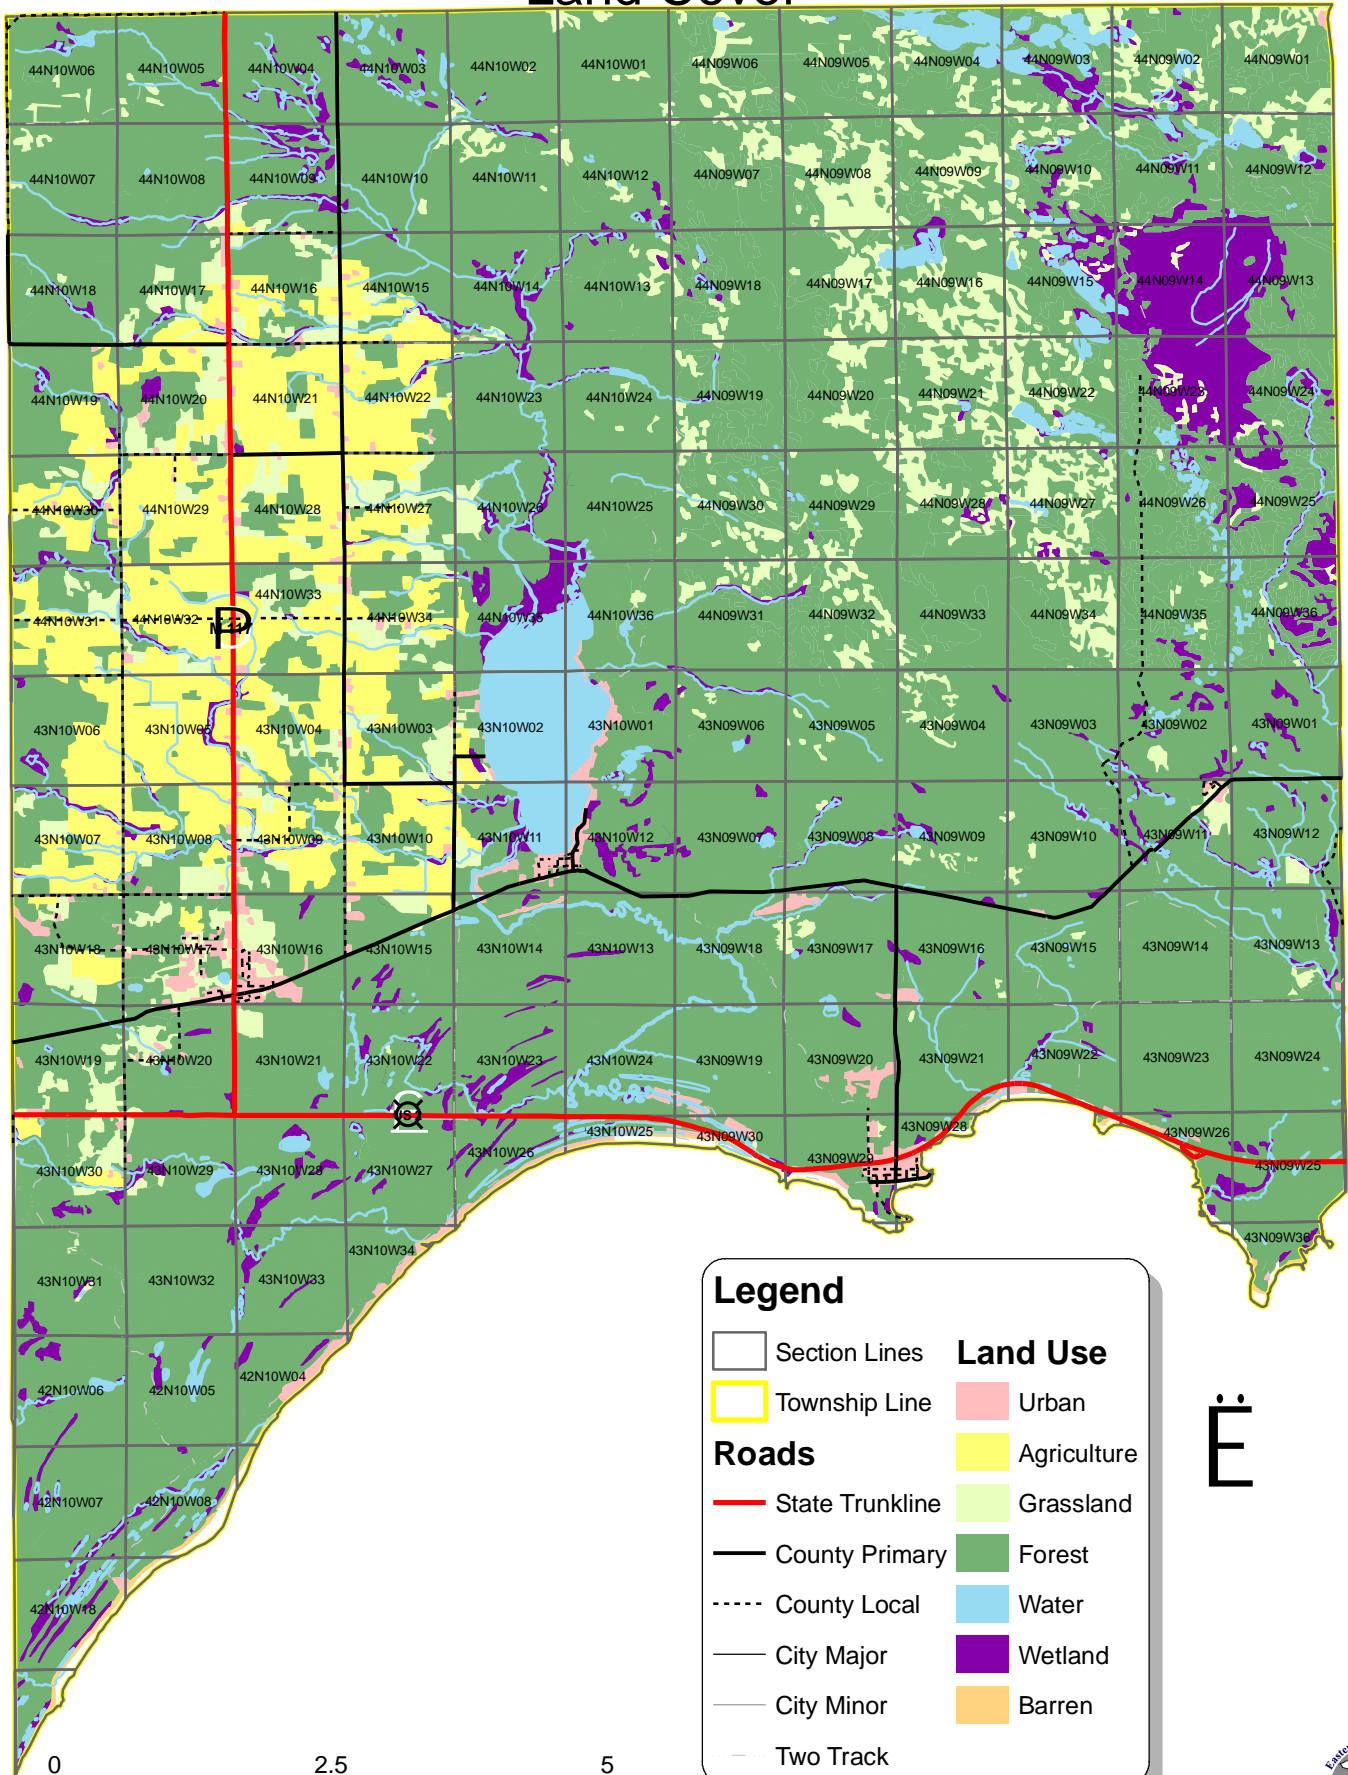 Land Cover
44N10W06 44N10W05 44N10W04 44N10W03 44N10W02 44N10W01 44N09W06 44N09W05 44N09W04 44N09W03 44N09W02 44N09W01
44N10W07 44N10W08 44N10W09 44N10W10 44N10W11 44N10W12 44N09W07 44N09W08 44N09W09 44N09W10 44N09W11 44N09W12
44N10W18 44N10W17 44N10W16 44N10W15 44N10W14 44N10W13 44N09W18 44N09W17 44N09W16 44N09W15 44N09W14 44N09W13
44N10W19 44N10W20 44N10W21 44N10W22 44N10W23 44N10W24 44N09W19 44N09W20 44N09W21 44N09W22 44N09W23 44N09W24
44N10W30 44N10W29 44N10W28 44N10W27 44N10W26 44N10W25 44N09W30 44N09W29 44N09W28 44N09W27 44N09W26 44N09W25
44N10W31 44N10W32 44N10W33 44N10W34 44N10W35 44N10W36 44N09W31 44N09W32 44N09W33 44N09W34 44N09W35 44N09W36
M-117
43N10W06 43N10W05 43N10W04 43N10W03 43N10W02 43N10W01 43N09W06 43N09W05 43N09W04 43N09W03 43N09W02 43N09W01
43N10W07 43N10W08 43N10W09 43N10W10 43N10W11 43N10W12 43N09W07 43N09W08 43N09W09 43N09W10 43N09W11 43N09W12
43N10W18 43N10W17 43N10W16 43N10W15 43N10W14 43N10W13 43N09W18 43N09W17 43N09W16 43N09W15 43N09W14 43N09W13
43N10W19 43N10W20 43N10W21 43N10W22 43N10W23 43N10W24 43N09W19 43N09W20 43N09W21 43N09W22 43N09W23 43N09W24
US 2
43N10W30 43N10W29 43N10W28 43N10W27 43N10W26 43N10W25 43N09W30 43N09W29 43N09W28 43N09W26 43N09W25
43N10W31 43N10W32 43N10W33 43N10W34 43N09W36
42N10W06 42N10W05 42N10W04
42N10W07 42N10W08
42N10W18
Legend
Section Lines
Township Line
Roads
State Trunkline
County Primary
County Local
City Major
City Minor
Two Track
Land Use
Urban
Agriculture
Grassland
Forest
Water
Wetland
Barren
Ë
0 2.5 5